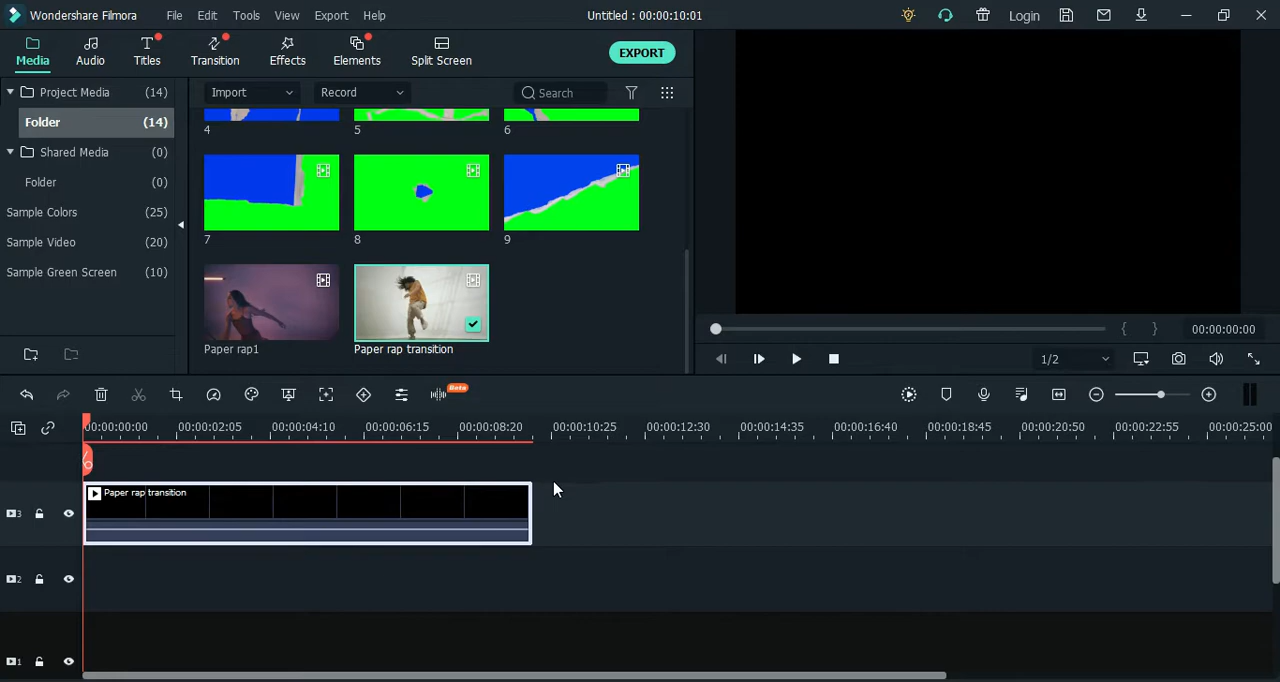 Wondershare Filmora File Edit Tools View Export Help Untitled : 00:00:10:01 Login
Media Audio Titles Transition Effects Elements Split Screen EXPORT
Project Media (14) Import Record Search
Folder (14)
4 5 6
Shared Media (0)
Folder (0)
Sample Colors (25)
7 8 9
Sample Video (20)
Sample Green Screen (10)
Paper rap1 Paper rap transition
{ } 00:00:00:00
1/2
Beta
00:00:00:00 00:00:02:05 00:00:04:10 00:00:06:15 00:00:08:20 00:00:10:25 00:00:12:30 00:00:14:35 00:00:16:40 00:00:18:45 00:00:20:50 00:00:22:55 00:00:25:00
Paper rap transition
3
2
1